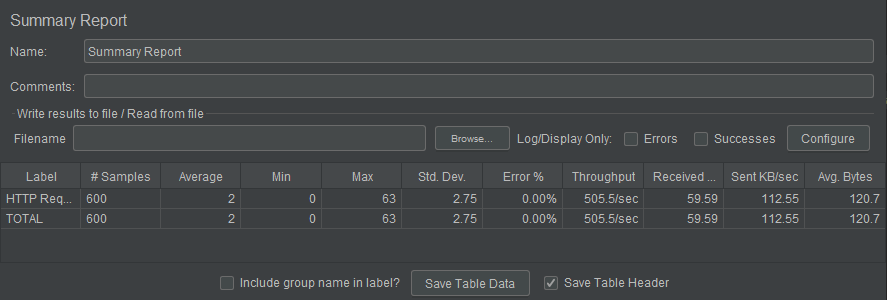 Summary Report
Name: Summary Report
Comments:
Write results to file / Read from file
Filename Browse... Log/Display Only: Errors Successes Configure
Label # Samples Average Min Max Std. Dev. Error % Throughput Received ... Sent KB/sec Avg. Bytes
HTTP Req... 600 2 0 63 2.75 0.00% 505.5/sec 59.59 112.55 120.7
TOTAL 600 2 0 63 2.75 0.00% 505.5/sec 59.59 112.55 120.7
Include group name in label? Save Table Data Save Table Header